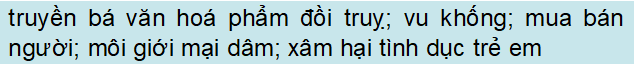 truyền bá văn hoá phẩm đồi truỵ; vu khống; mua bán
người; môi giới mại dâm; xâm hại tình dục trẻ em